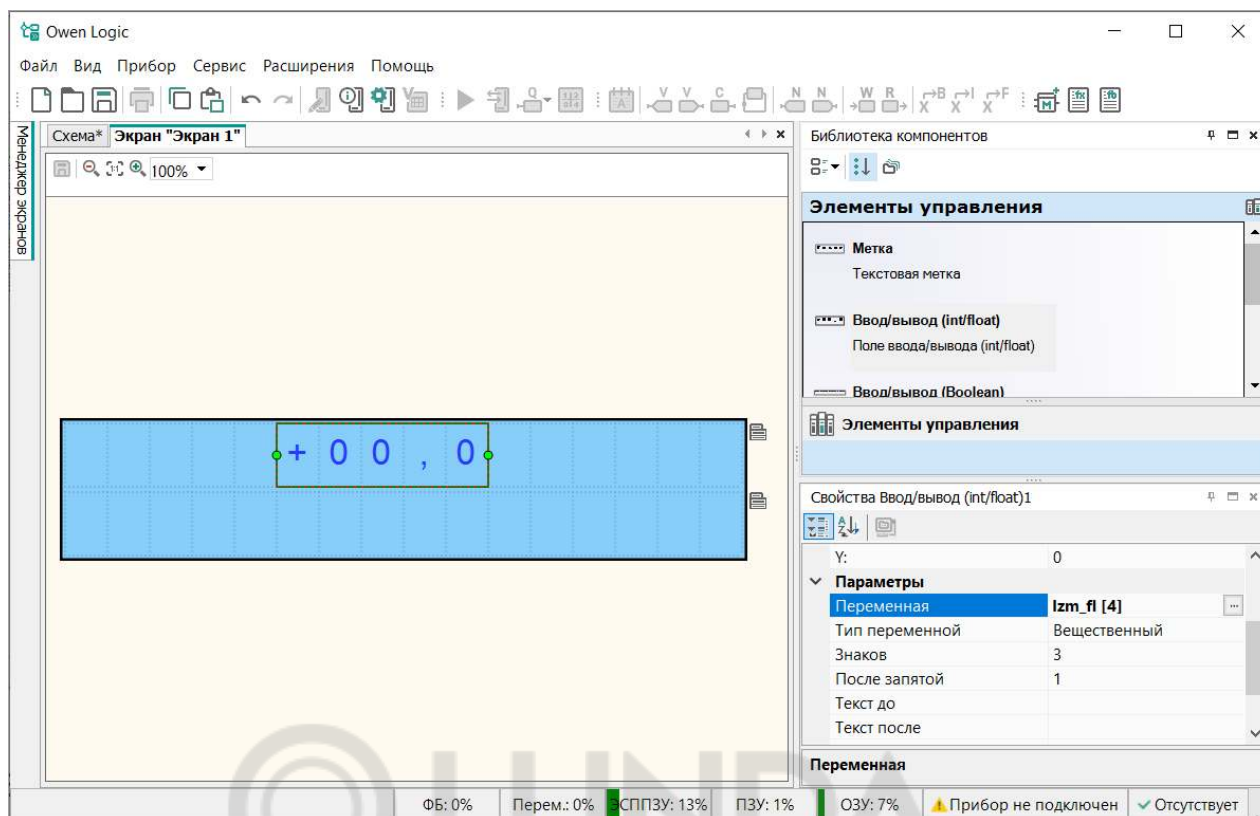 Owen Logic
Файл Вид Прибор Сервис Расширения Помощь
Менеджер экранов
Схема* Экран "Экран 1"
100%
+00,0
Библиотека компонентов
Элементы управления
Метка
Текстовая метка
Ввод/вывод (int/float)
Поле ввода/вывода (int/float)
Ввод/вывод (Boolean)
Элементы управления
Свойства Ввод/вывод (int/float)1
Y: 0
Параметры
Переменная Izm_fl [4] ...
Тип переменной Вещественный
Знаков 3
После запятой 1
Текст до
Текст после
Переменная
ФБ: 0% Перем.: 0% ЭСППЗУ: 13% ПЗУ: 1% ОЗУ: 7% Прибор не подключен Отсутствует